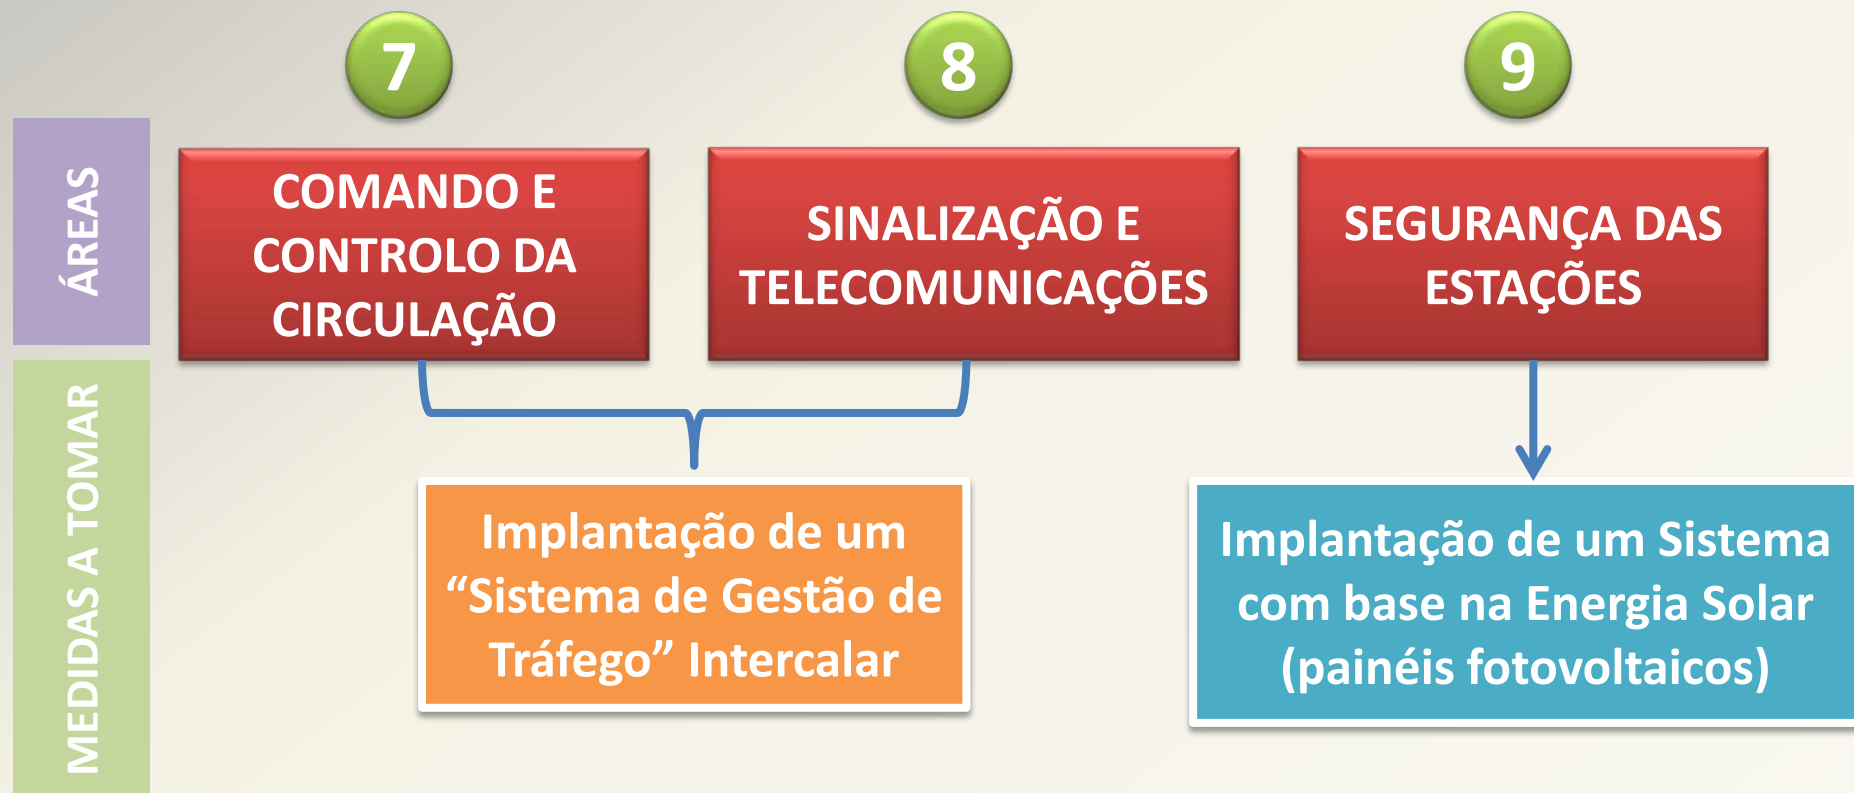 7
8
9
ÁREAS
COMANDO E
CONTROLO DA
CIRCULAÇÃO
SINALIZAÇÃO E
TELECOMUNICAÇÕES
SEGURANÇA DAS
ESTAÇÕES
MEDIDAS A TOMAR
Implantação de um
“Sistema de Gestão de
Tráfego” Intercalar
Implantação de um Sistema
com base na Energia Solar
(painéis fotovoltaicos)